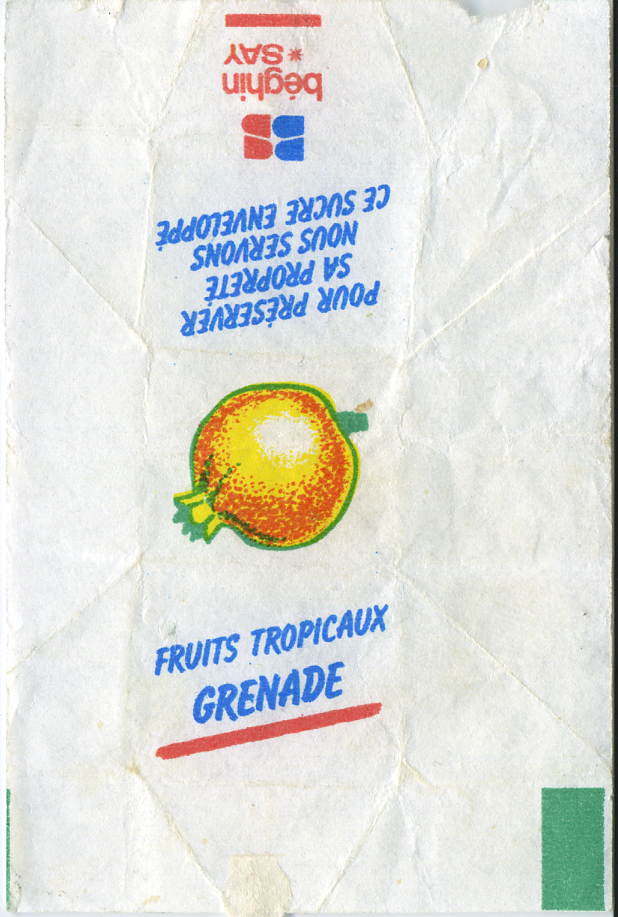 béghin
* SAY
POUR PRÉSERVER
SA PROPRETÉ
NOUS SERVONS
CE SUCRE ENVELOPPÉ
FRUITS TROPICAUX
GRENADE